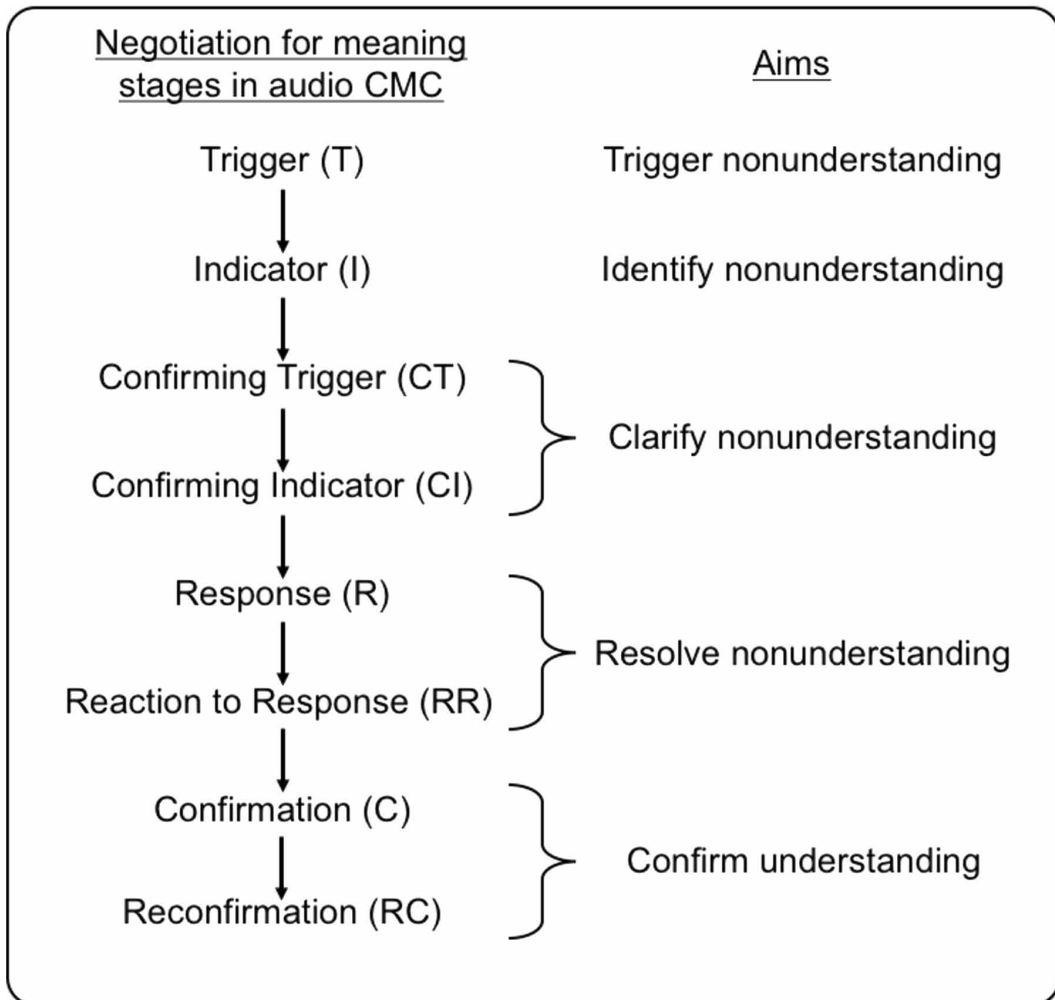 Negotiation for meaning
stages in audio CMC
Aims
Trigger (T)
Trigger nonunderstanding
Indicator (I)
Identify nonunderstanding
Confirming Trigger (CT)
Clarify nonunderstanding
Confirming Indicator (CI)
Response (R)
Resolve nonunderstanding
Reaction to Response (RR)
Confirmation (C)
Confirm understanding
Reconfirmation (RC)